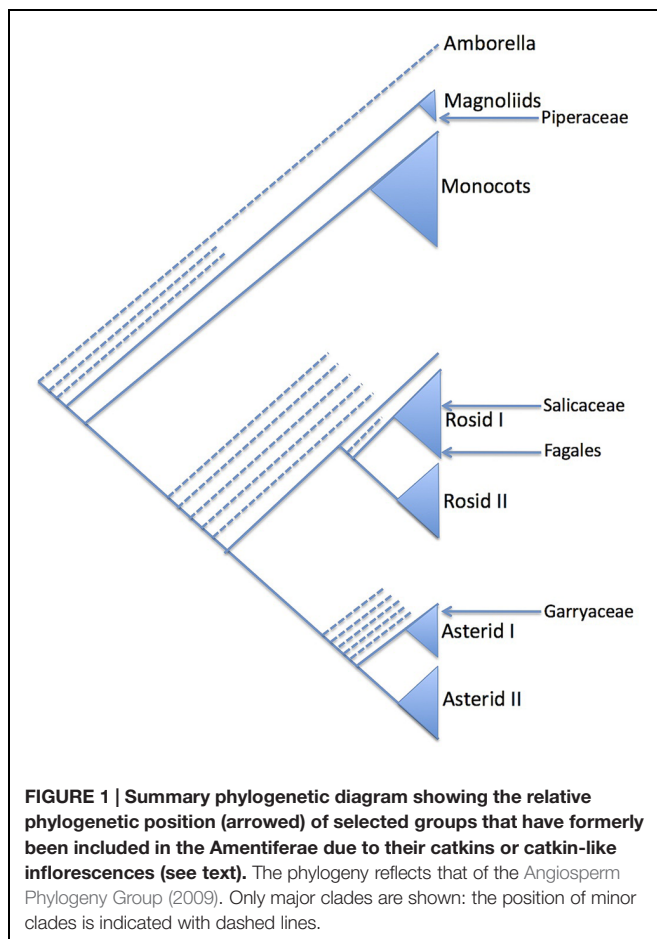 Amborella
Magnoliids
Piperaceae
Monocots
Salicaceae
Rosid I
Fagales
Rosid II
Garryaceae
Asterid I
Asterid II
FIGURE 1 | Summary phylogenetic diagram showing the relative
phylogenetic position (arrowed) of selected groups that have formerly
been included in the Amentiferae due to their catkins or catkin-like
inflorescences (see text). The phylogeny reflects that of the Angiosperm
Phylogeny Group (2009). Only major clades are shown: the position of minor
clades is indicated with dashed lines.